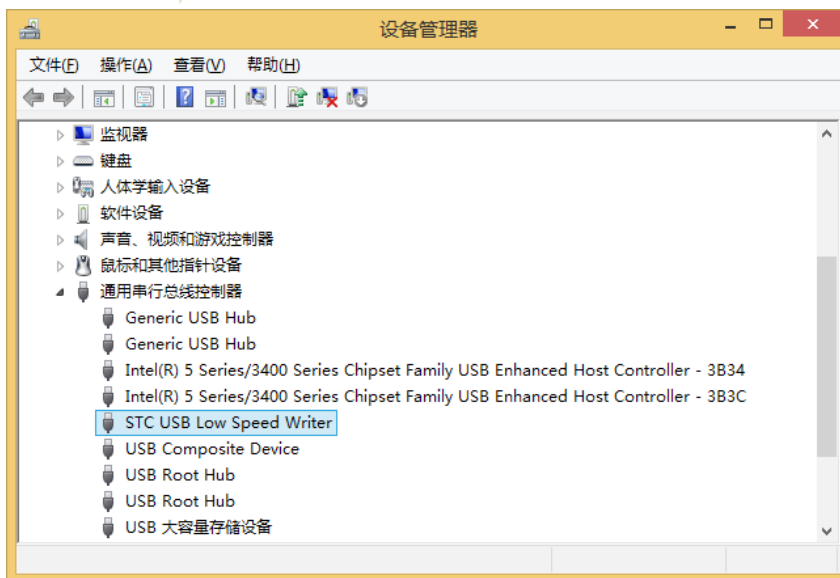 设备管理器
文件(F) 操作(A) 查看(V) 帮助(H)
监视器
键盘
人体学输入设备
软件设备
声音、视频和游戏控制器
鼠标和其他指针设备
通用串行总线控制器
Generic USB Hub
Generic USB Hub
Intel(R) 5 Series/3400 Series Chipset Family USB Enhanced Host Controller - 3B34
Intel(R) 5 Series/3400 Series Chipset Family USB Enhanced Host Controller - 3B3C
STC USB Low Speed Writer
USB Composite Device
USB Root Hub
USB Root Hub
USB 大容量存储设备